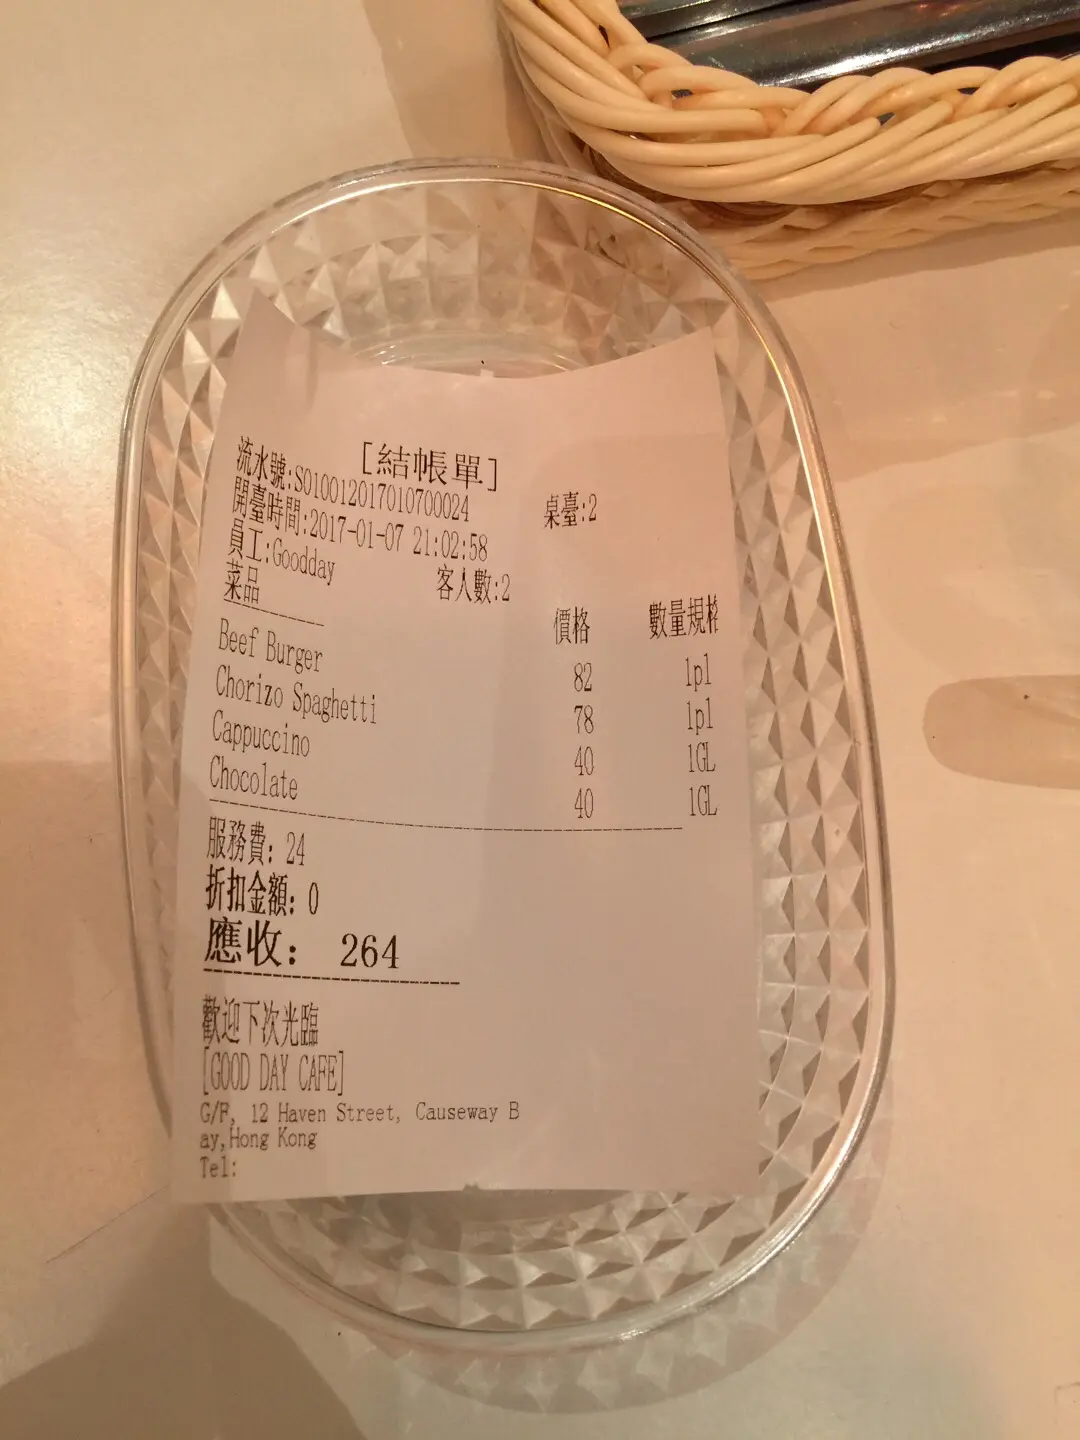 [結帳單]
流水號:S010012017010700024
桌臺:2
開臺時間:2017-01-07 21:02:58
員工:Goodday 客人數:2
菜品 價格 數量規格
Beef Burger 82 1pl
Chorizo Spaghetti 78 1pl
Cappuccino 40 1GL
Chocolate 40 1GL
服務費: 24
折扣金額: 0
應收: 264
歡迎下次光臨
[GOOD DAY CAFE]
G/F, 12 Haven Street, Causeway B
ay,Hong Kong
Tel: